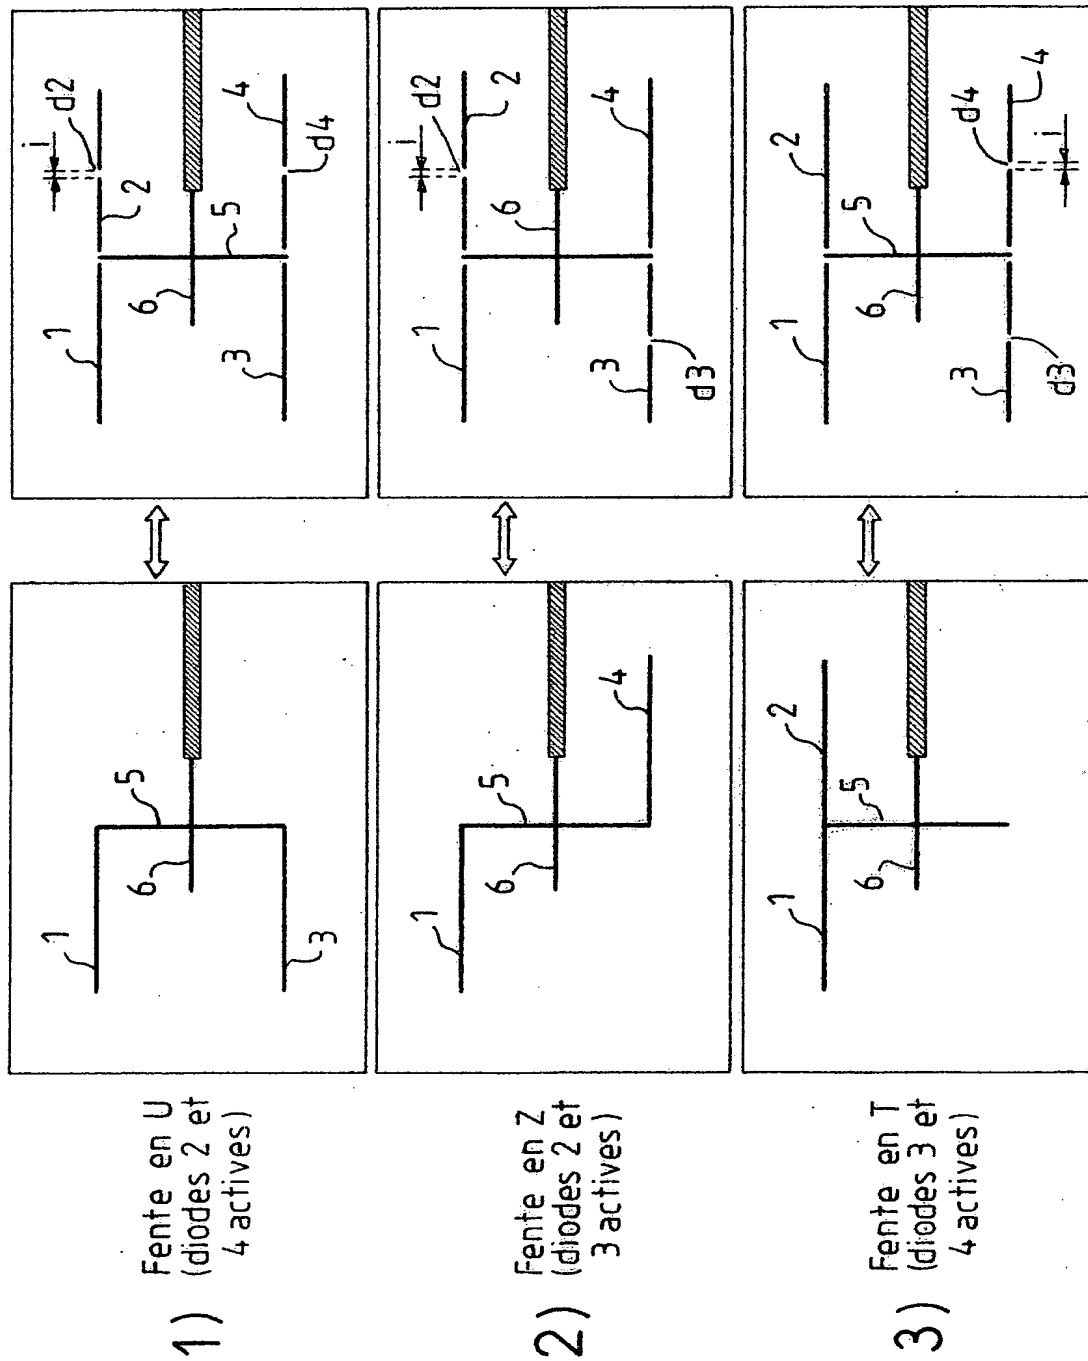 1)
Fente en U
(diodes 2 et
4 actives)
1
5
6
3
i
d2
1
2
6
5
3
4
d4
2)
Fente en Z
(diodes 2 et
3 actives)
1
5
6
4
i
d2
1
2
6
3
4
d3
3)
Fente en T
(diodes 3 et
4 actives)
1
2
5
6
1
2
5
6
3
d3
d4
4
i